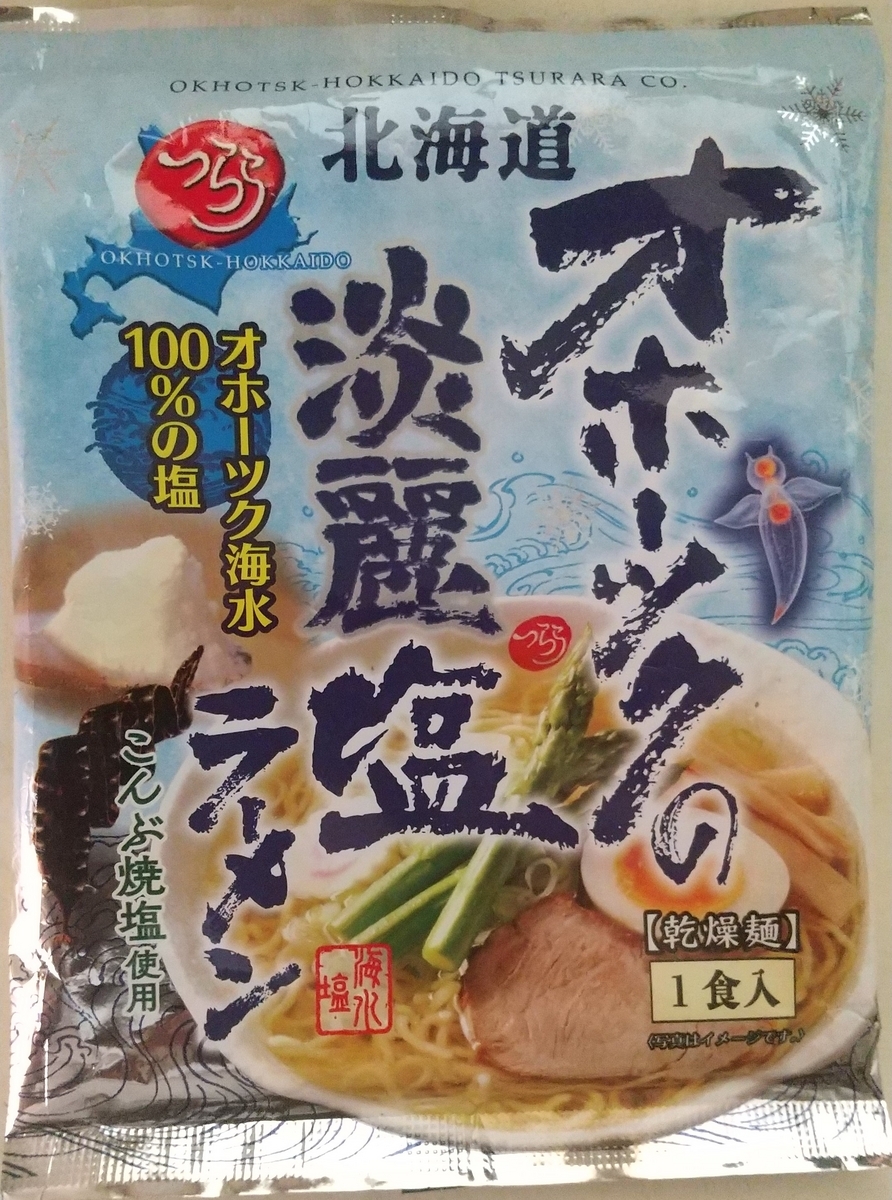 OKHOTSK-HOKKAIDO TSURARA CO.
北海道
つらら
OKHOTSK-HOKKAIDO
オホーツクの
淡麗
塩
ラーメン
オホーツク海水
100%の塩
つらら
こんぶ焼塩使用
海水
塩
【乾燥麺】
1食入
〈写真はイメージです。〉